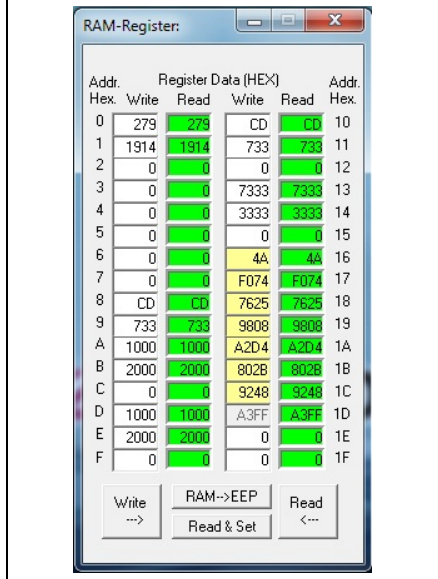 RAM-Register:
Register Data (HEX)
Addr. Hex. Write Read Write Read Addr. Hex.
0 279 279 CD CD 10
1 1914 1914 733 733 11
2 0 0 0 0 12
3 0 0 7333 7333 13
4 0 0 3333 3333 14
5 0 0 0 0 15
6 0 0 4A 4A 16
7 0 0 F074 F074 17
8 CD CD 7625 7625 18
9 733 733 9808 9808 19
A 1000 1000 A2D4 A2D4 1A
B 2000 2000 802B 802B 1B
C 0 0 9248 9248 1C
D 1000 1000 A3FF A3FF 1D
E 2000 2000 0 0 1E
F 0 0 0 0 1F
Write --->
RAM-->EEP
Read & Set
Read <---